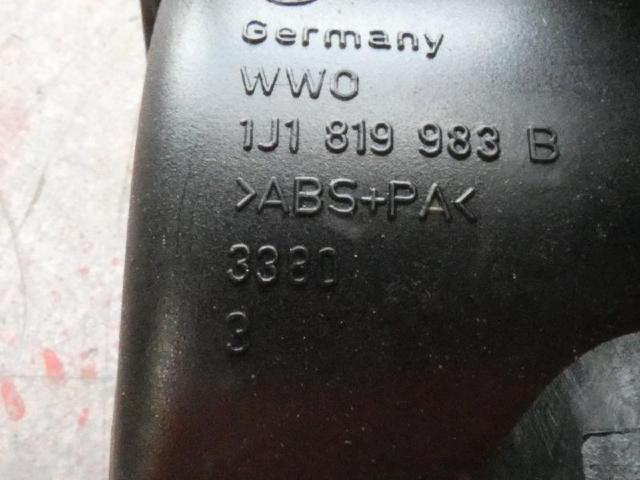 Germany
WWO
1J1 819 983 B
>ABS+PA<
3380
3